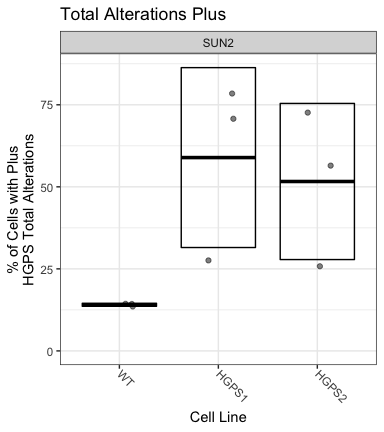 Total Alterations Plus
SUN2
% of Cells with Plus
HGPS Total Alterations
75
50
25
0
WT
HGPS1
HGPS2
Cell Line